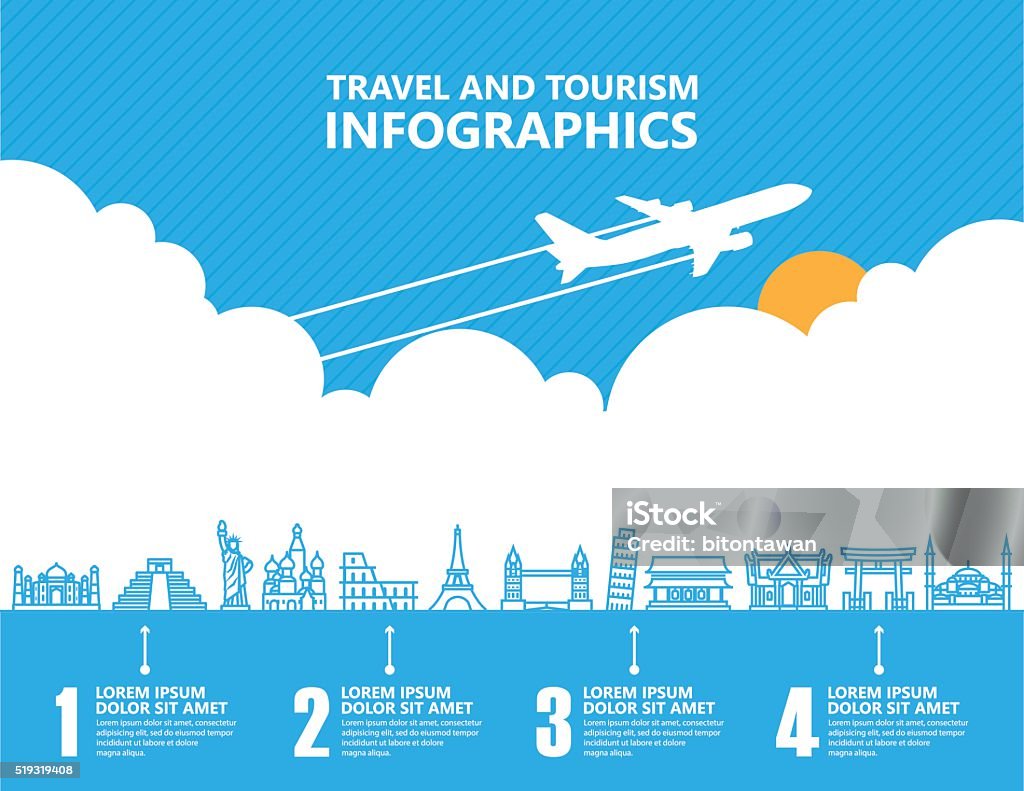 TRAVEL AND TOURISM
INFOGRAPHICS
iStock
Credit: bitontawan
1
LOREM IPSUM
DOLOR SIT AMET
Lorem ipsum dolor sit amet, consectetur
adipisicing elit, sed do eiusmod tempor
incididunt ut labore et dolore
magna aliqua.
2
LOREM IPSUM
DOLOR SIT AMET
Lorem ipsum dolor sit amet, consectetur
adipisicing elit, sed do eiusmod tempor
incididunt ut labore et dolore
magna aliqua.
3
LOREM IPSUM
DOLOR SIT AMET
Lorem ipsum dolor sit amet, consectetur
adipisicing elit, sed do eiusmod tempor
incididunt ut labore et dolore
magna aliqua.
4
LOREM IPSUM
DOLOR SIT AMET
Lorem ipsum dolor sit amet, consectetur
adipisicing elit, sed do eiusmod tempor
incididunt ut labore et dolore
magna aliqua.
519319408